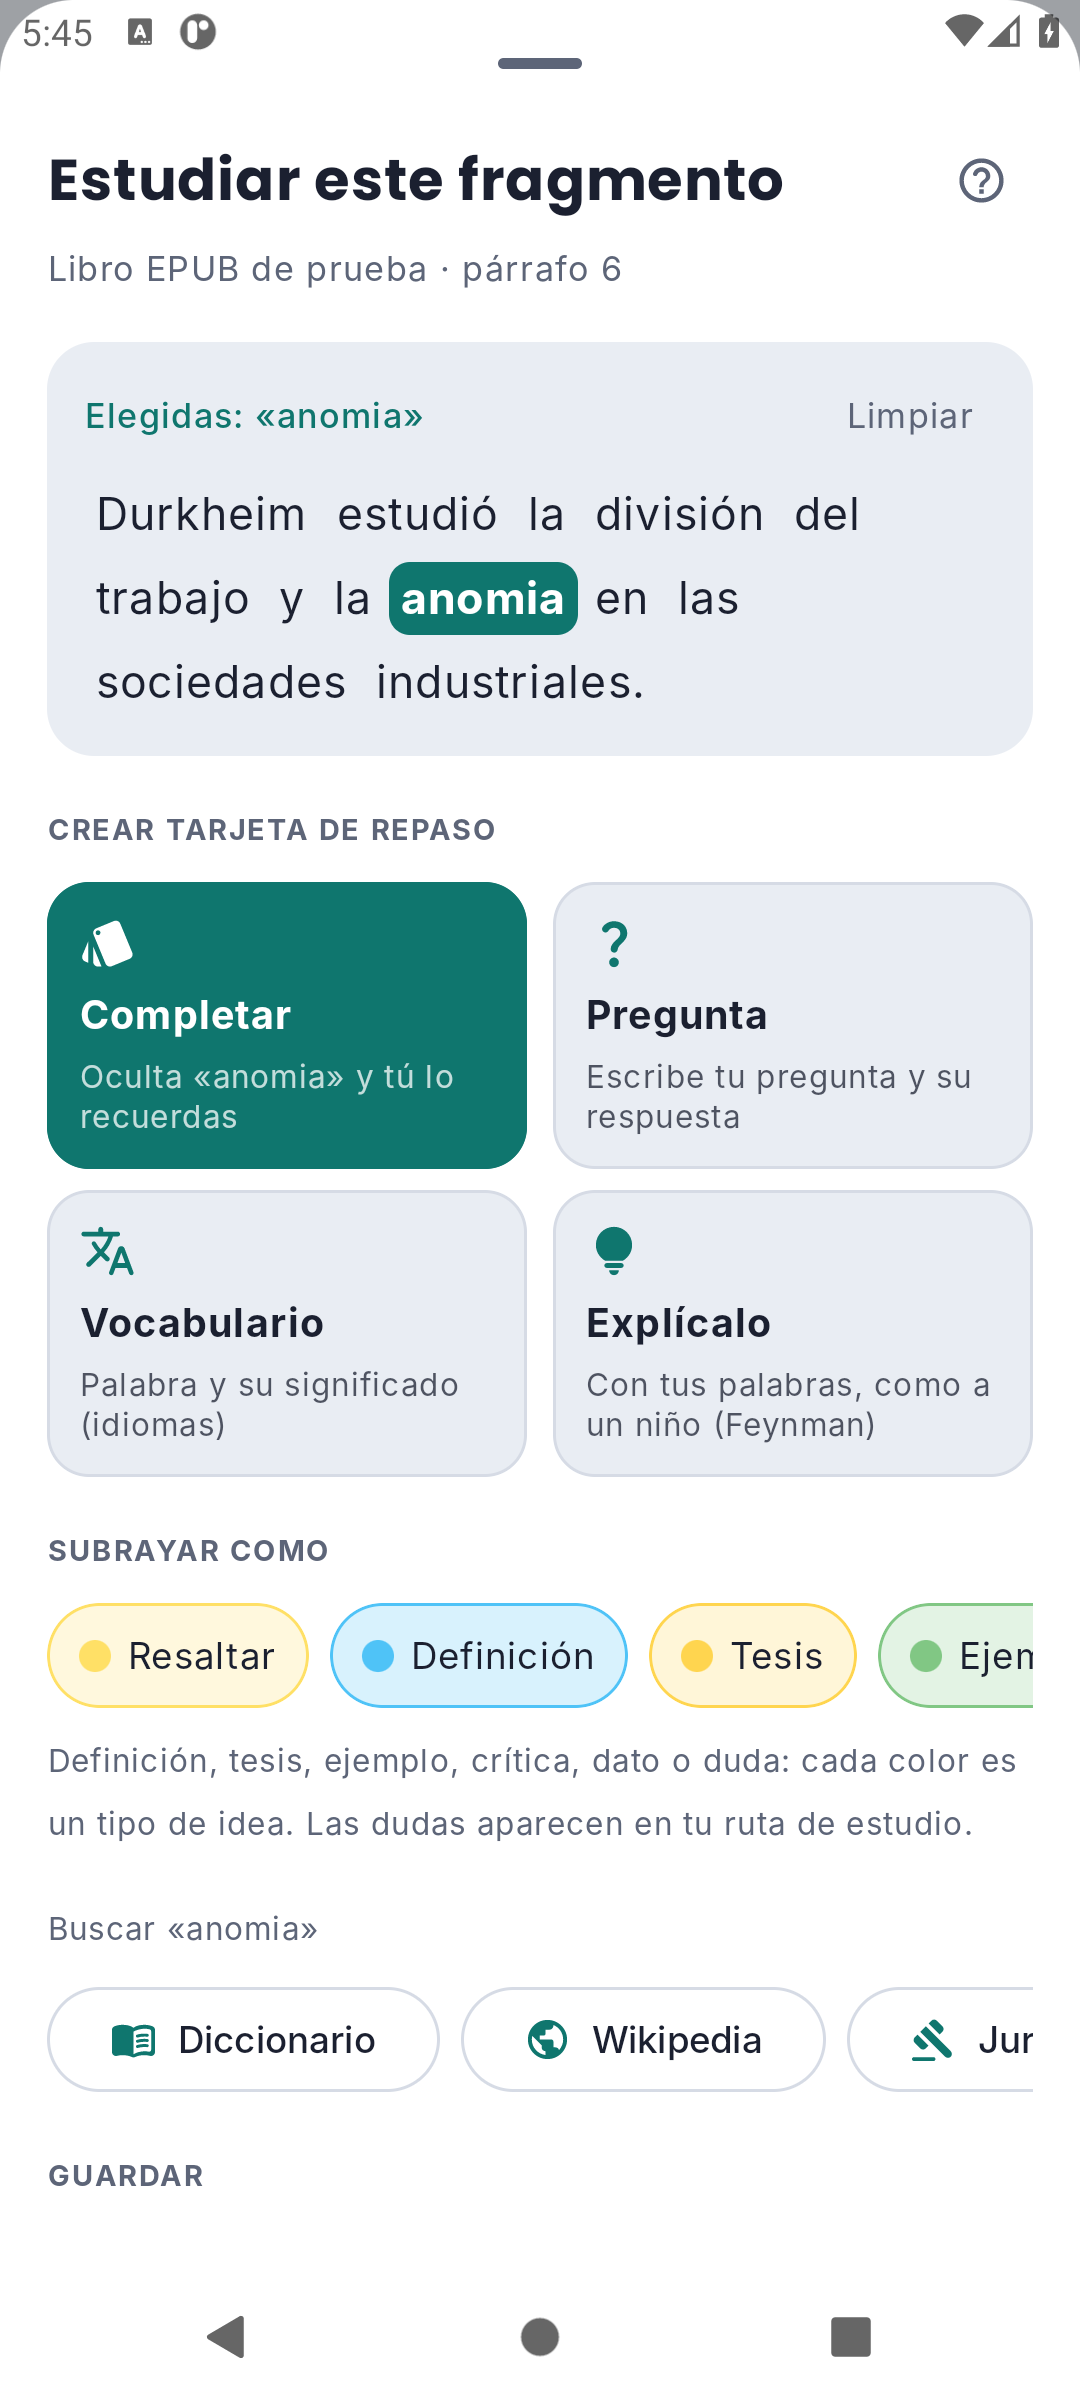 5:45
Estudiar este fragmento
Libro EPUB de prueba · párrafo 6
Elegidas: «anomia»
Limpiar
Durkheim estudió la división del
trabajo y la anomia en las
sociedades industriales.
CREAR TARJETA DE REPASO
Completar
Oculta «anomia» y tú lo
recuerdas
Pregunta
Escribe tu pregunta y su
respuesta
Vocabulario
Palabra y su significado
(idiomas)
Explícalo
Con tus palabras, como a
un niño (Feynman)
SUBRAYAR COMO
Resaltar
Definición
Tesis
Ejem
Definición, tesis, ejemplo, crítica, dato o duda: cada color es
un tipo de idea. Las dudas aparecen en tu ruta de estudio.
Buscar «anomia»
Diccionario
Wikipedia
Jur
GUARDAR